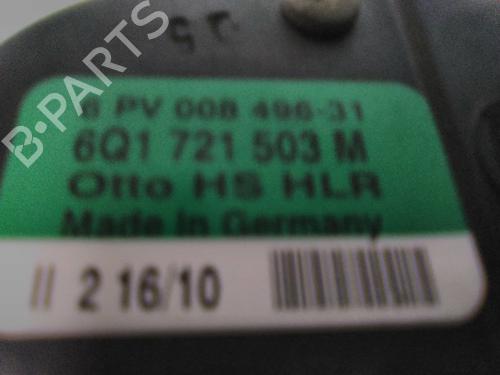 B-PARTS
6 PV 008 496-31
6Q1 721 503 M
Otto HS HLR
Made in Germany
|| 2 16/10